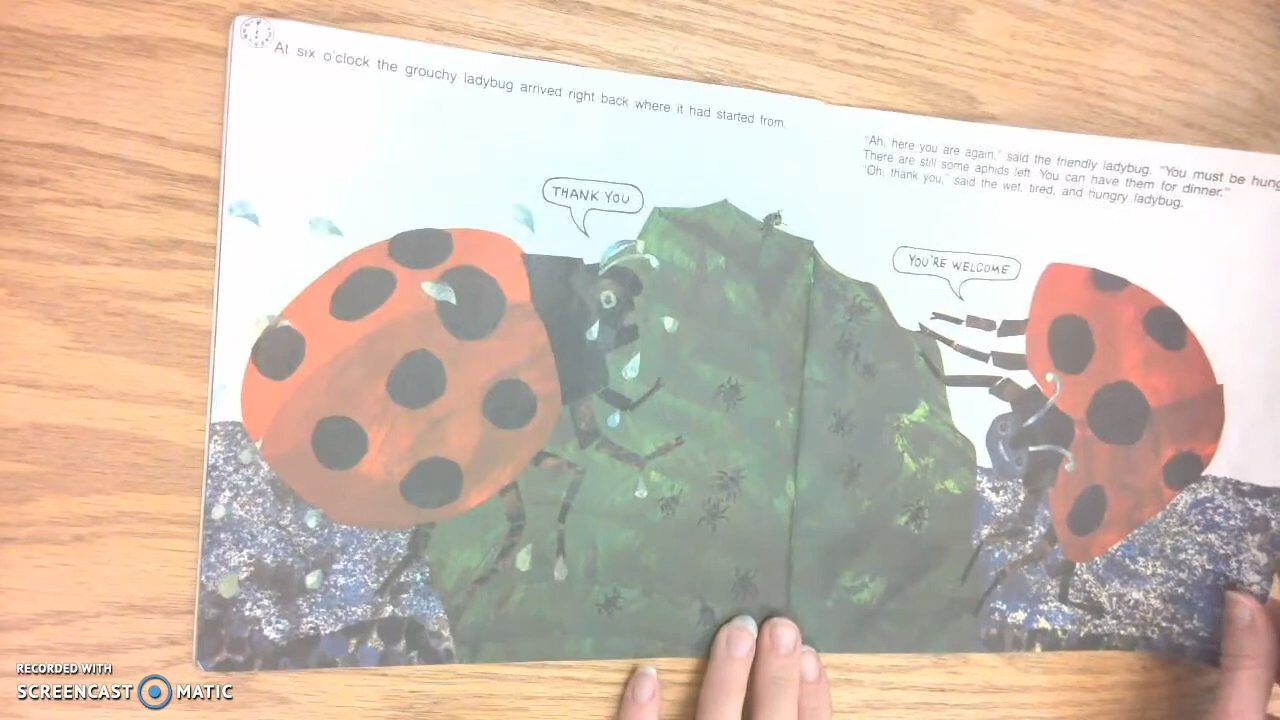 At six o'clock the grouchy ladybug arrived right back where it had started from.
"Ah, here you are again," said the friendly ladybug. "You must be
There are still some aphids left. You can have them for dinner."
"Oh, thank you," said the wet, tired, and hungry ladybug.
THANK YOU
YOU'RE WELCOME
RECORDED WITH
SCREENCAST MATIC